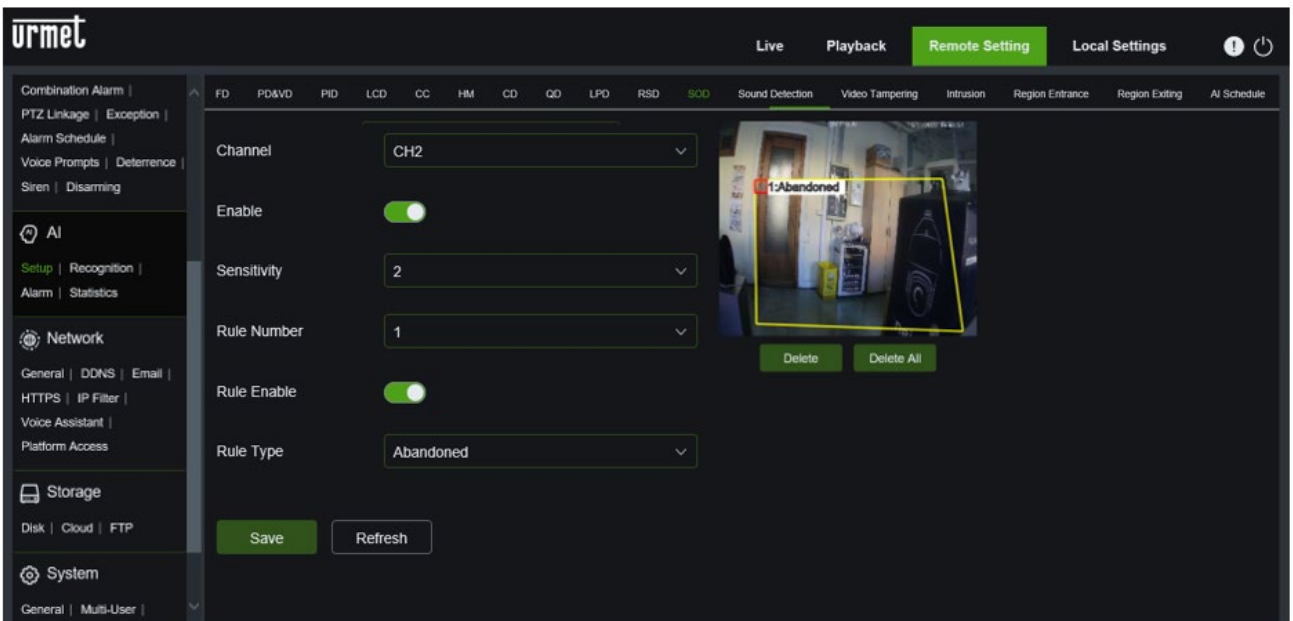 urmet
Live Playback Remote Setting Local Settings
Combination Alarm |
PTZ Linkage | Exception |
Alarm Schedule |
Voice Prompts | Deterrence |
Siren | Disarming
AI
Setup | Recognition |
Alarm | Statistics
Network
General | DDNS | Email |
HTTPS | IP Filter |
Voice Assistant |
Platform Access
Storage
Disk | Cloud | FTP
System
General | Multi-User |
FD PD&VD PID LCD CC HM CD QD LPD RSD SOD Sound Detection Video Tampering Intrusion Region Entrance Region Exiting AI Schedule
Channel CH2
Enable
Sensitivity 2
Rule Number 1
Rule Enable
Rule Type Abandoned
Save Refresh
1:Abandoned
Delete Delete All